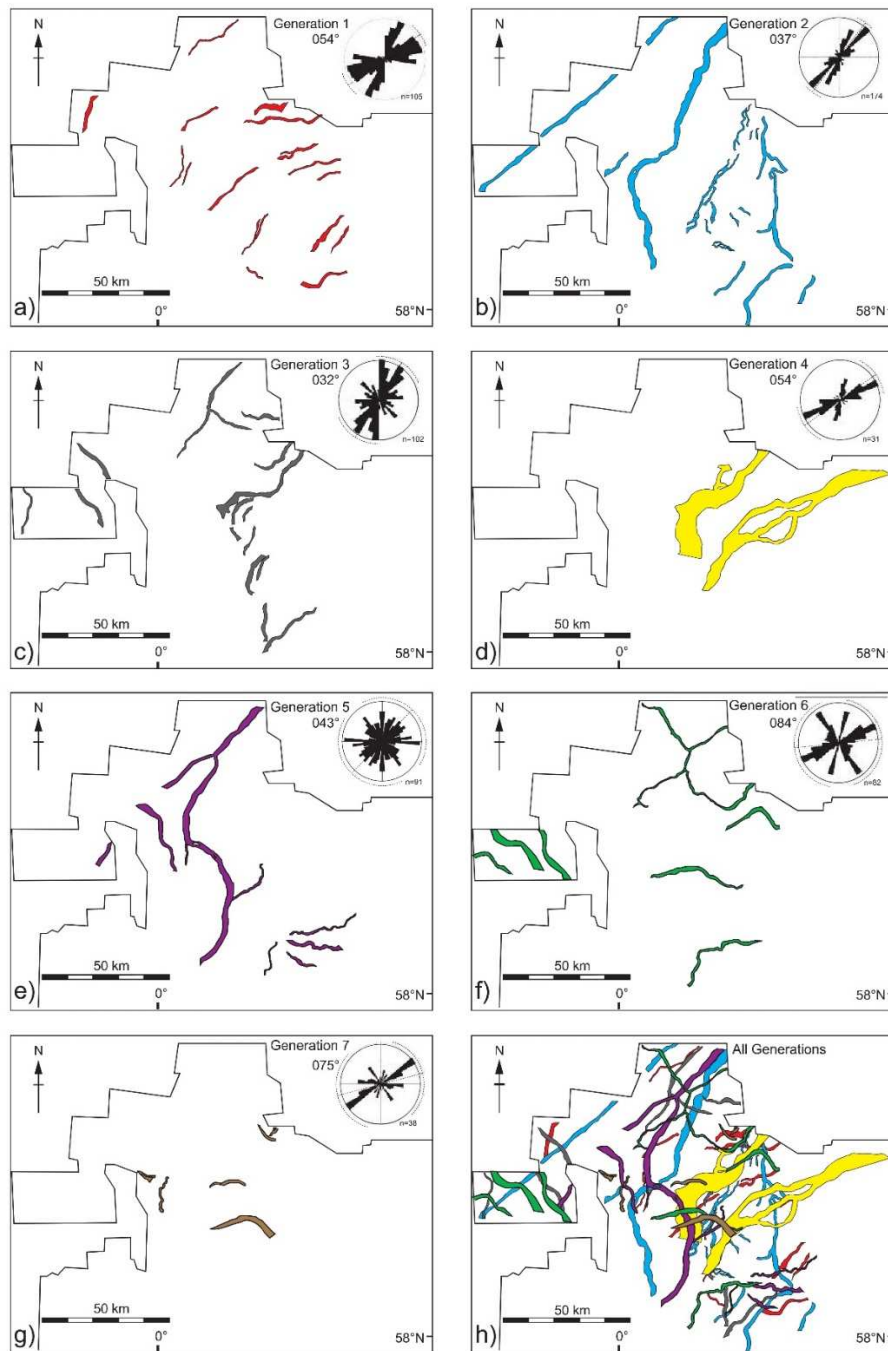 Generation 1
054°
N
n=105
50 km
0°
58°N
a)
Generation 2
037°
N
n=174
50 km
0°
58°N
b)
Generation 3
032°
N
n=102
50 km
0°
58°N
c)
Generation 4
054°
N
n=31
50 km
0°
58°N
d)
Generation 5
043°
N
n=91
50 km
0°
58°N
e)
Generation 6
084°
N
n=82
50 km
0°
58°N
f)
Generation 7
075°
N
n=38
50 km
0°
58°N
g)
All Generations
N
50 km
0°
58°N
h)